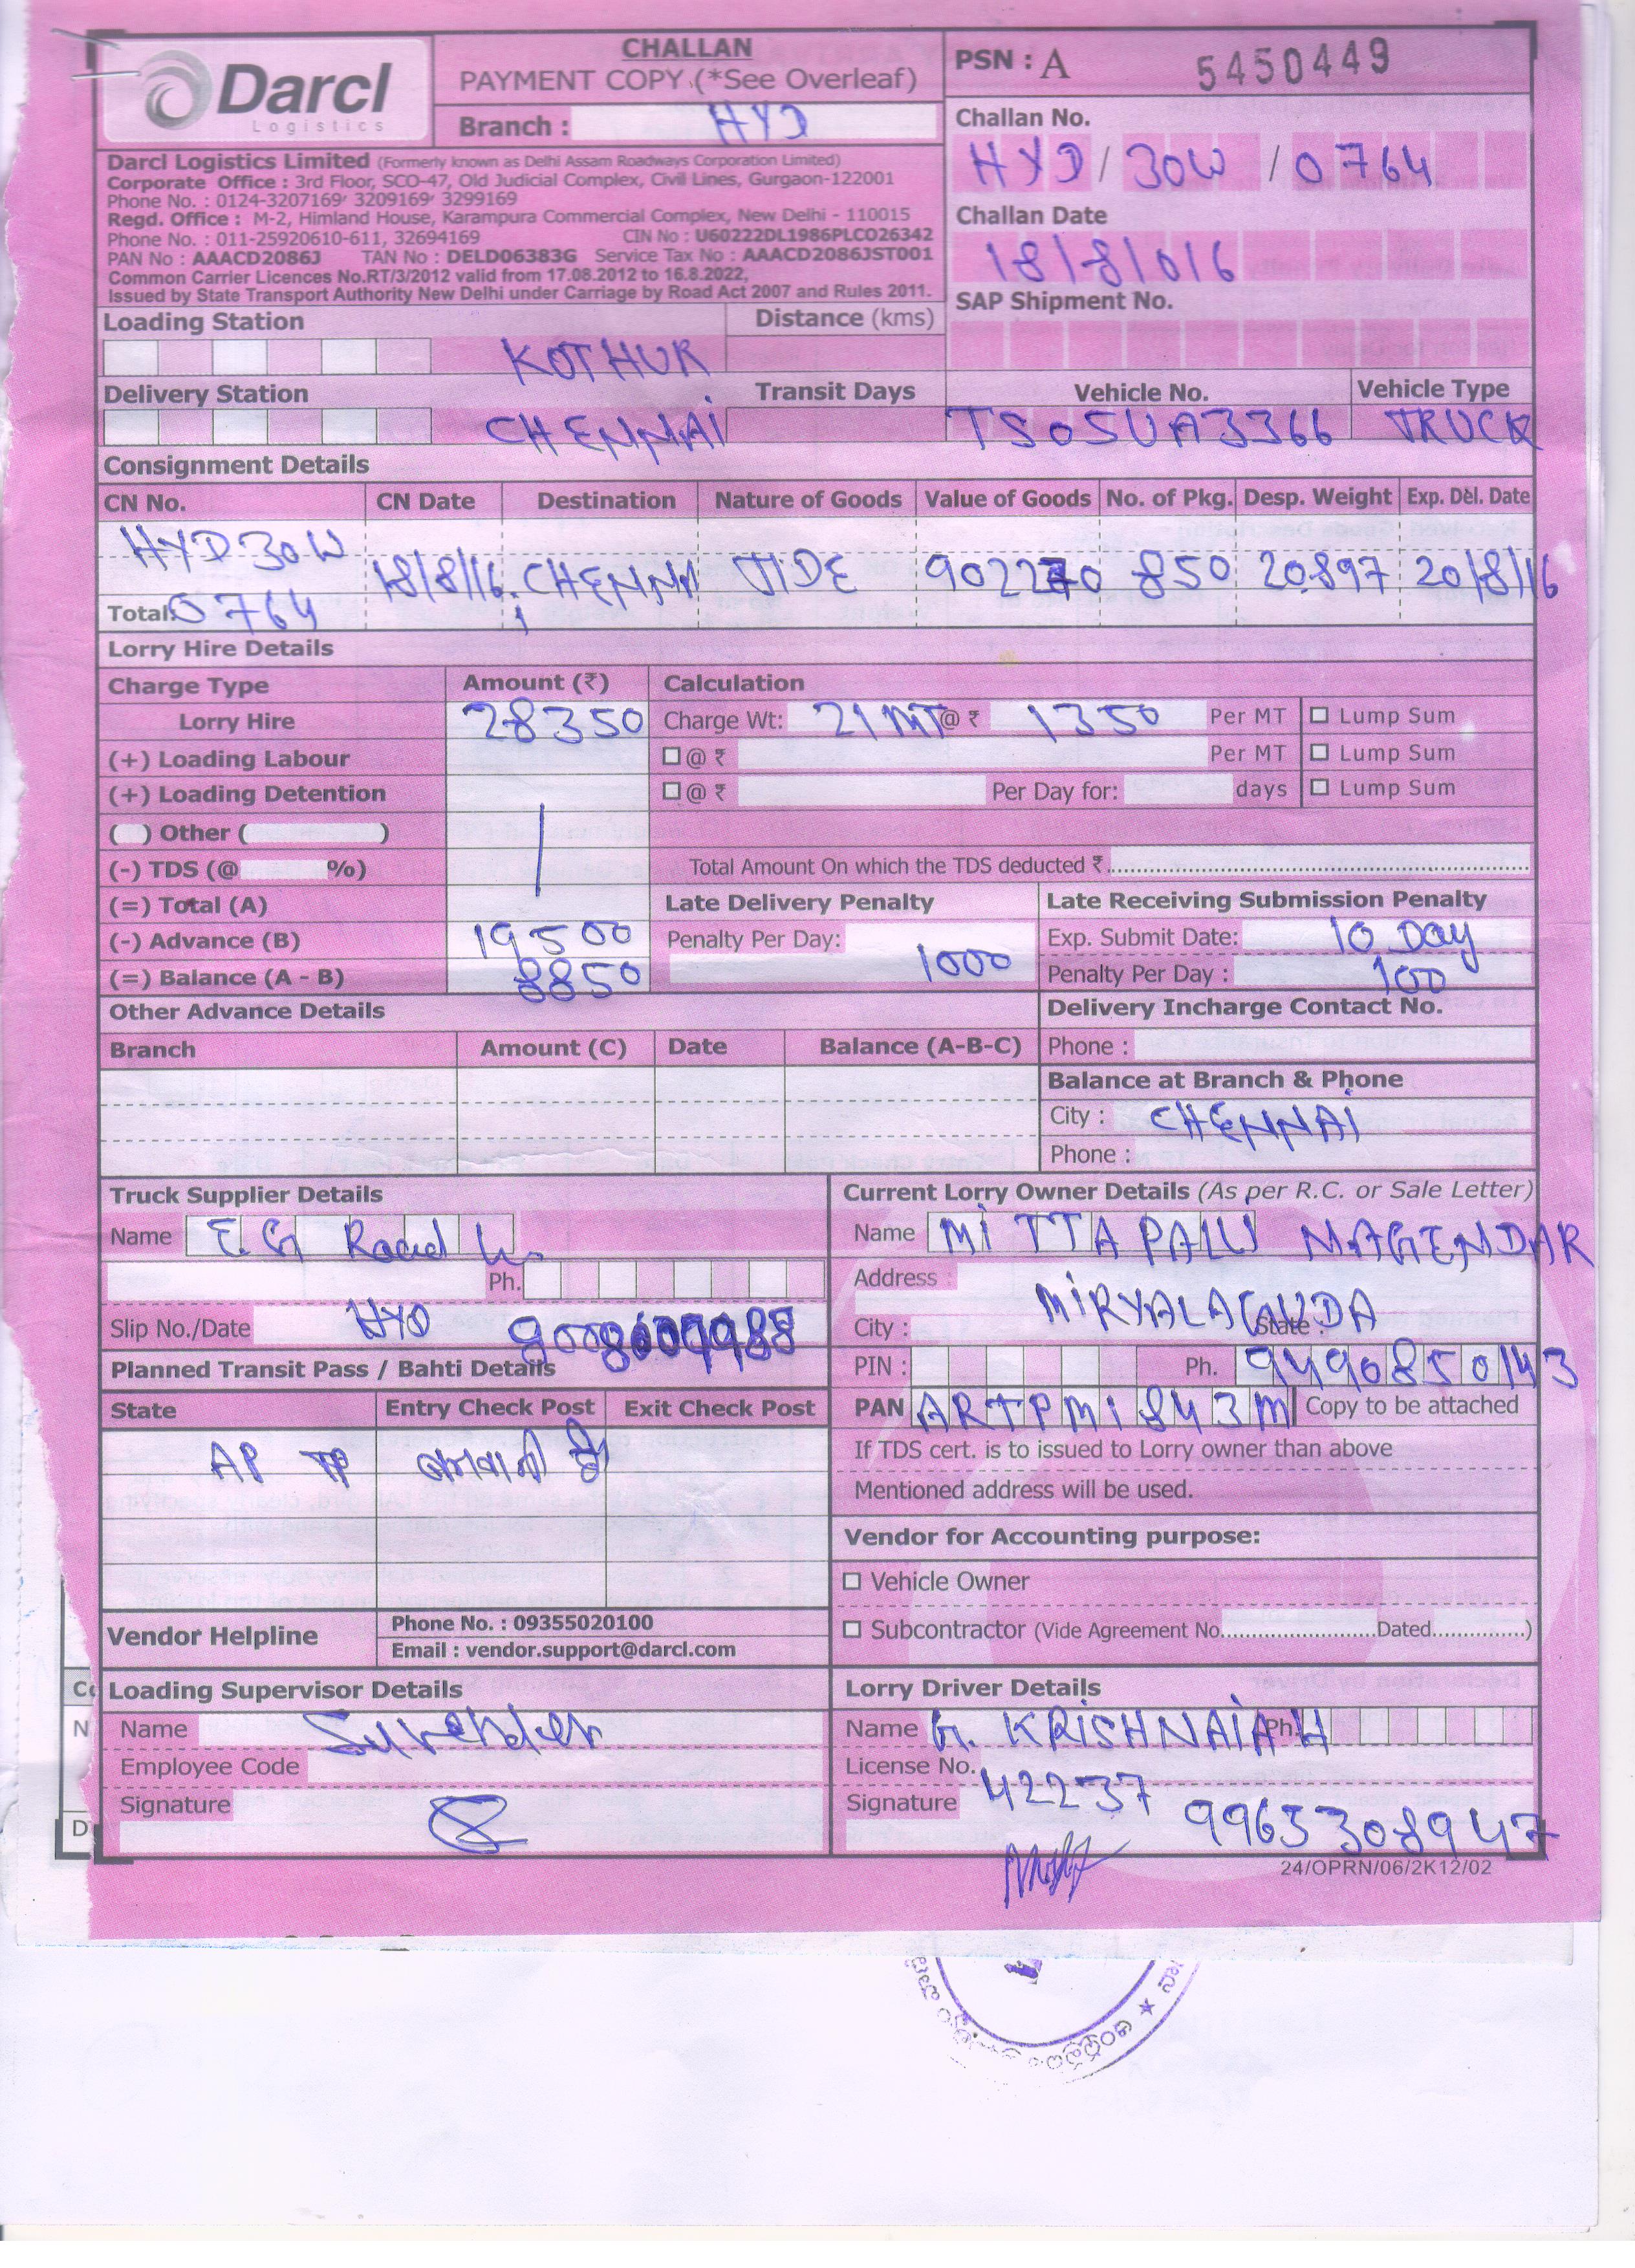 Darcl
Logistics
CHALLAN
PAYMENT COPY (*See Overleaf)
Branch : HYD
PSN : A 5450449
Challan No.
HYD / 30W / 0764
Challan Date
18/8/016
SAP Shipment No.
Darcl Logistics Limited (Formerly known as Delhi Assam Roadways Corporation Limited)
Corporate Office : 3rd Floor, SCO-47, Old Judicial Complex, Civil Lines, Gurgaon-122001
Phone No. : 0124-3207169, 3209169, 3299169
Regd. Office : M-2, Himland House, Karampura Commercial Complex, New Delhi - 110015
Phone No. : 011-25920610-611, 32694169 CIN No : U60222DL1986PLCO26342
PAN No : AAACD2086J TAN No : DELD06383G Service Tax No : AAACD2086JST001
Common Carrier Licences No.RT/3/2012 valid from 17.08.2012 to 16.8.2022,
Issued by State Transport Authority New Delhi under Carriage by Road Act 2007 and Rules 2011.
Loading Station KOTHUR Distance (kms)
Delivery Station CHENNAi Transit Days
Vehicle No. Vehicle Type
TS05UA3366 TRUCK
Consignment Details
CN No. CN Date Destination Nature of Goods Value of Goods No. of Pkg. Desp. Weight Exp. Del. Date
HYD 30W
18/8/16 CHENNAi TIDE 902270 850 20.897 20/8/16
Total: 0764
Lorry Hire Details
Charge Type Amount (₹) Calculation
Lorry Hire 28350 Charge Wt: 21 MT @ ₹ 1350 Per MT Lump Sum
(+) Loading Labour @ ₹ Per MT Lump Sum
(+) Loading Detention @ ₹ Per Day for: days Lump Sum
( ) Other ( )
(-) TDS (@ %) Total Amount On which the TDS deducted ₹
(=) Total (A) Late Delivery Penalty Late Receiving Submission Penalty
(-) Advance (B) 19500 Penalty Per Day: 1000 Exp. Submit Date: 10 Day
(=) Balance (A - B) 8850 Penalty Per Day : 100
Other Advance Details Delivery Incharge Contact No.
Branch Amount (C) Date Balance (A-B-C) Phone :
Balance at Branch & Phone
City : CHENNAi
Phone :
Truck Supplier Details
Name E.G Road
Ph.
Slip No./Date HYD
Current Lorry Owner Details (As per R.C. or Sale Letter)
Name MiTTAPALLI NAGENDAR
Address
MiRYALAGUDA
City : State :
PIN : Ph. 9490850143
PAN ARTPM1843M Copy to be attached
If TDS cert. is to issued to Lorry owner than above
Mentioned address will be used.
Planned Transit Pass / Bahti Details
State Entry Check Post Exit Check Post
AP TP
Vendor for Accounting purpose:
Vehicle Owner
Subcontractor (Vide Agreement No. Dated )
Vendor Helpline
Phone No. : 09355020100
Email : vendor.support@darcl.com
Loading Supervisor Details
Name Surender
Employee Code
Signature
Lorry Driver Details
Name G. KRiSHNAiAH Ph.
License No. 42237
Signature 9963308947
24/OPRN/06/2K12/02